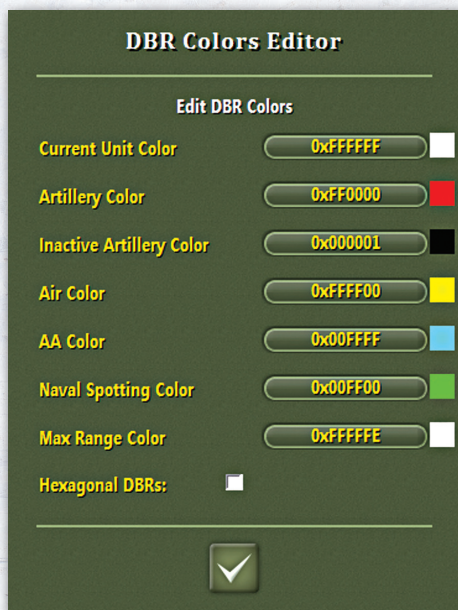 DBR Colors Editor
Edit DBR Colors
Current Unit Color 0xFFFFFF
Artillery Color 0xFF0000
Inactive Artillery Color 0x000001
Air Color 0xFFFF00
AA Color 0x00FFFF
Naval Spotting Color 0x00FF00
Max Range Color 0xFFFFFE
Hexagonal DBRs: